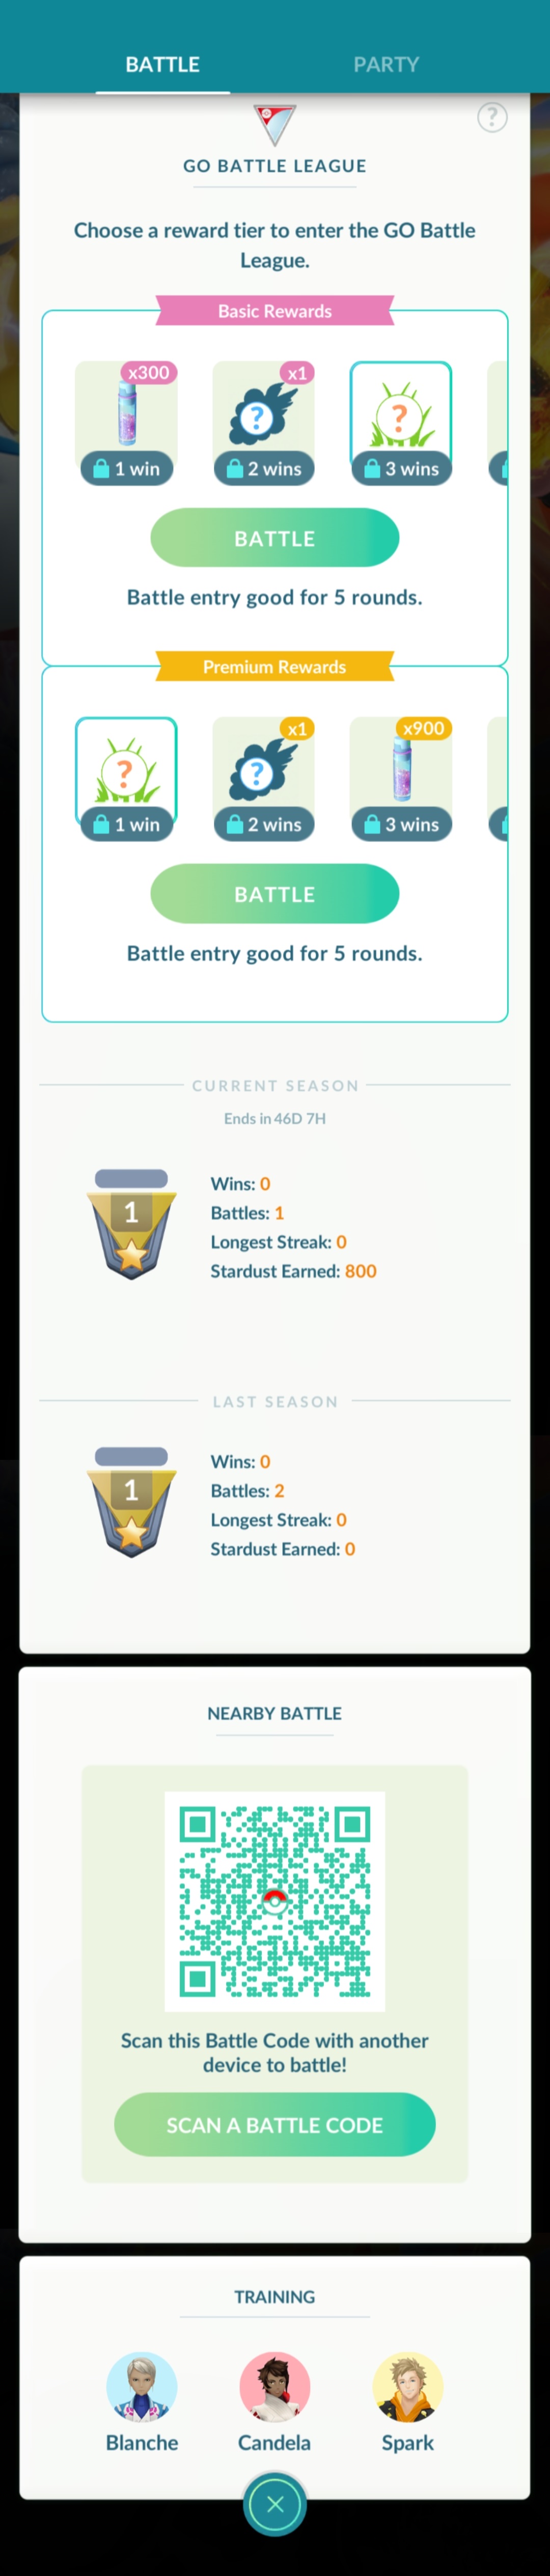 BATTLE
PARTY
?
GO BATTLE LEAGUE
Choose a reward tier to enter the GO Battle
League.
Basic Rewards
x300
x1
?
?
1 win
2 wins
3 wins
BATTLE
Battle entry good for 5 rounds.
Premium Rewards
x1
x900
?
?
1 win
2 wins
3 wins
BATTLE
Battle entry good for 5 rounds.
CURRENT SEASON
Ends in 46D 7H
1
Wins: 0
Battles: 1
Longest Streak: 0
Stardust Earned: 800
LAST SEASON
1
Wins: 0
Battles: 2
Longest Streak: 0
Stardust Earned: 0
NEARBY BATTLE
Scan this Battle Code with another
device to battle!
SCAN A BATTLE CODE
TRAINING
Blanche
Candela
Spark